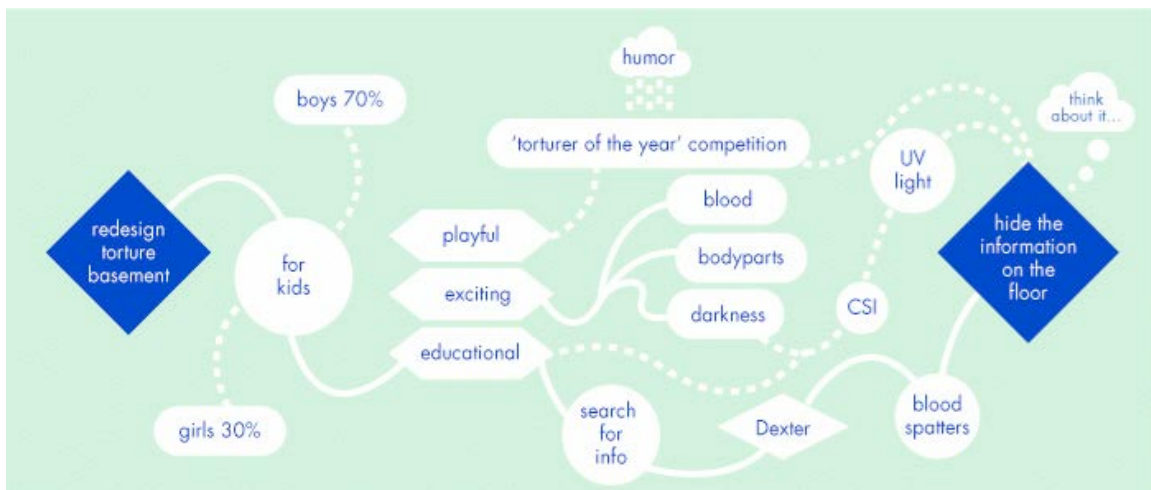 humor
think
about it...
boys 70%
'torturer of the year' competition
UV
light
blood
redesign
torture
basement
playful
hide the
information
on the
floor
for
kids
bodyparts
exciting
darkness
CSI
educational
search
for
info
Dexter
blood
spatters
girls 30%